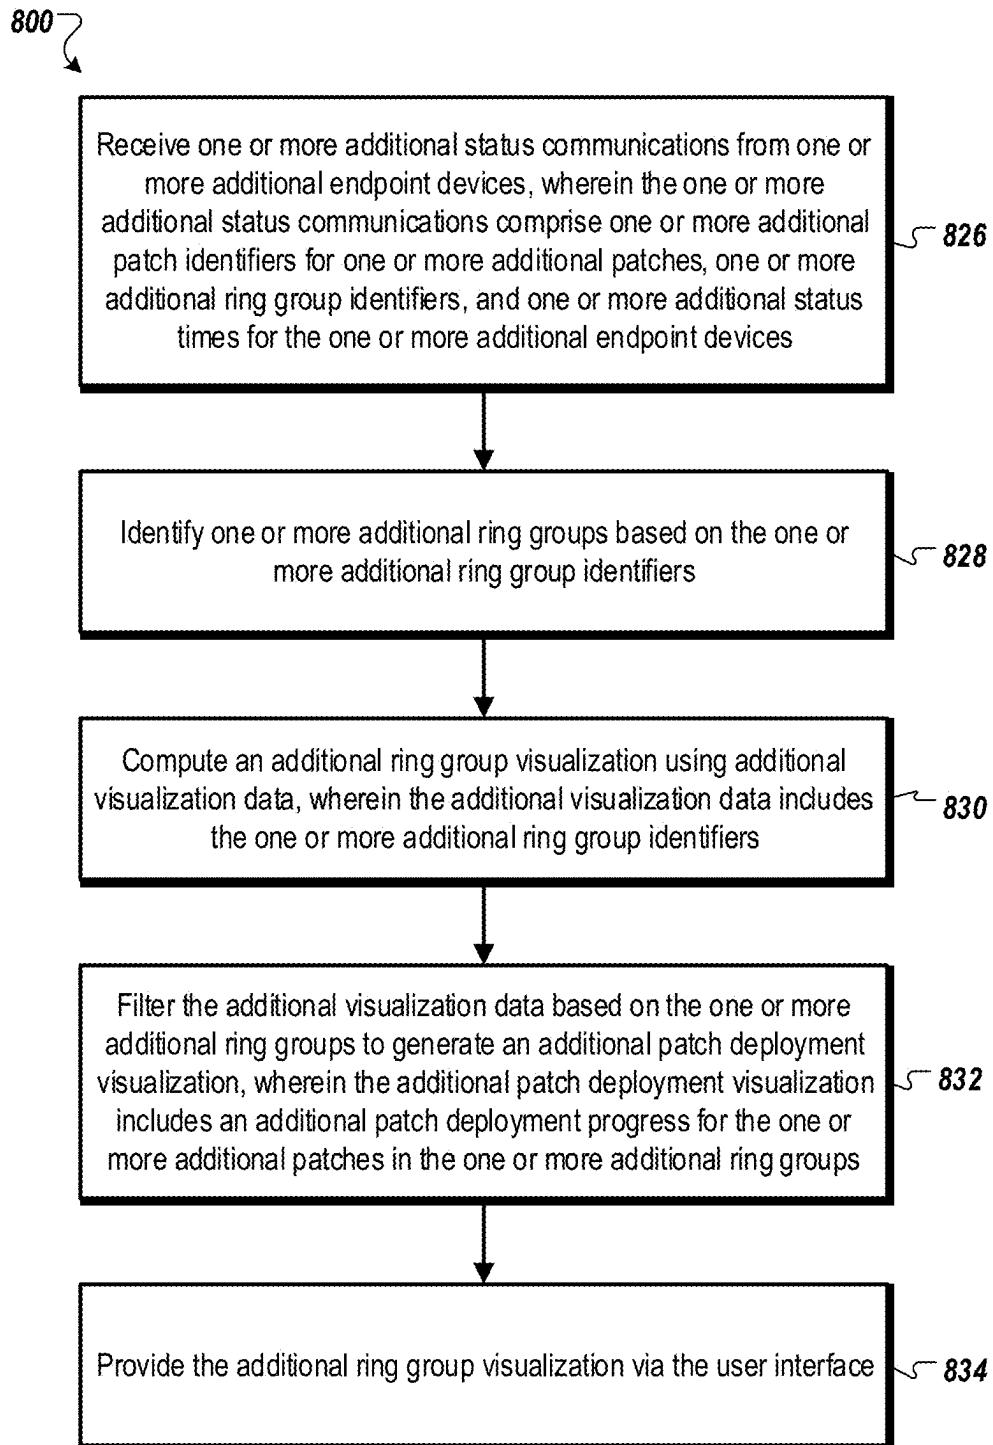 800
Receive one or more additional status communications from one or
more additional endpoint devices, wherein the one or more
additional status communications comprise one or more additional
patch identifiers for one or more additional patches, one or more
additional ring group identifiers, and one or more additional status
times for the one or more additional endpoint devices
826
Identify one or more additional ring groups based on the one or
more additional ring group identifiers
828
Compute an additional ring group visualization using additional
visualization data, wherein the additional visualization data includes
the one or more additional ring group identifiers
830
Filter the additional visualization data based on the one or more
additional ring groups to generate an additional patch deployment
visualization, wherein the additional patch deployment visualization
includes an additional patch deployment progress for the one or
more additional patches in the one or more additional ring groups
832
Provide the additional ring group visualization via the user interface
834